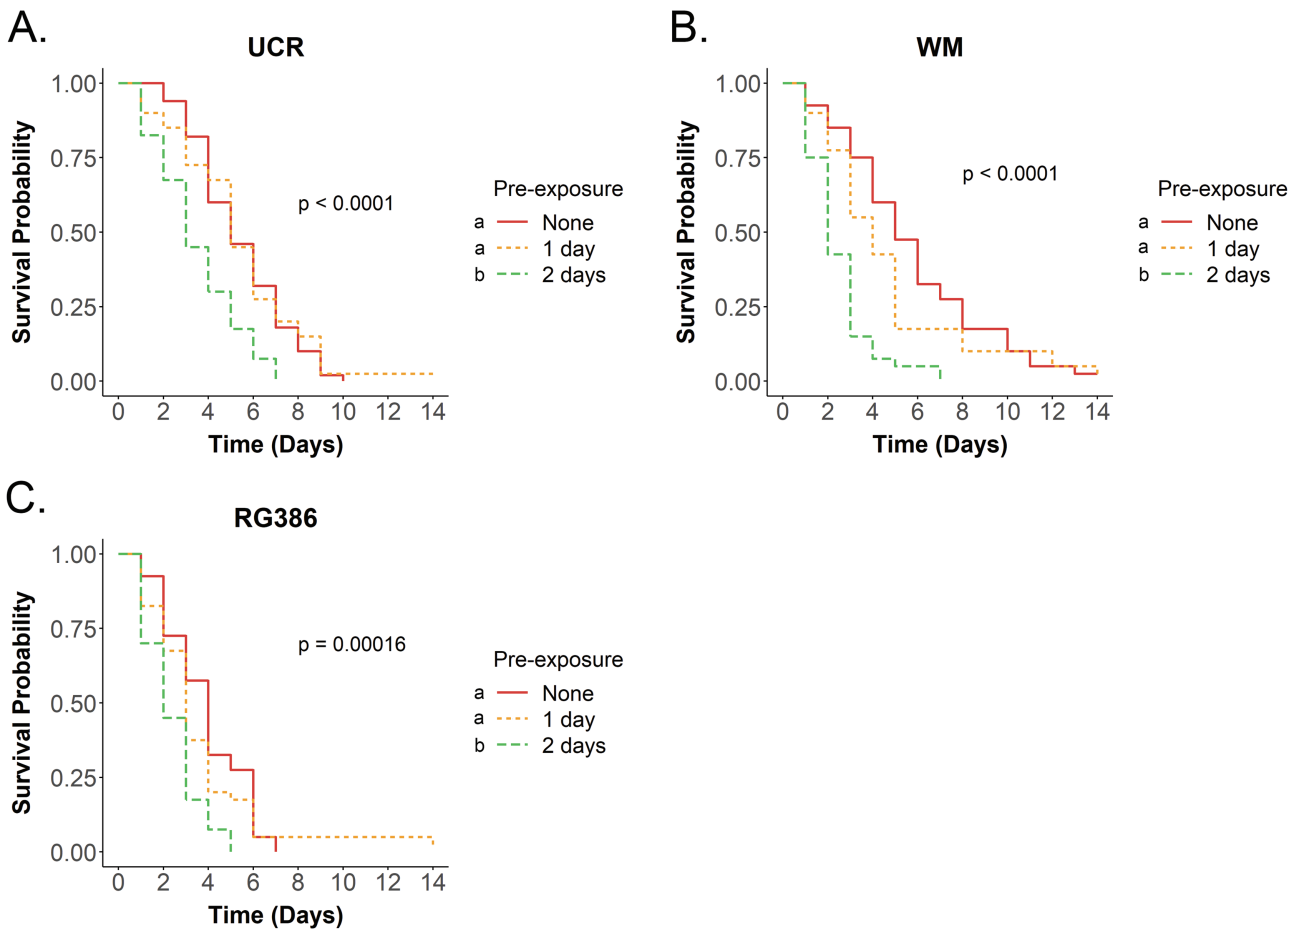 A.
UCR
Survival Probability
1.00
0.75
0.50
0.25
0.00
p < 0.0001
Pre-exposure
a None
a 1 day
b 2 days
0 2 4 6 8 10 12 14
Time (Days)
B.
WM
Survival Probability
1.00
0.75
0.50
0.25
0.00
p < 0.0001
Pre-exposure
a None
a 1 day
b 2 days
0 2 4 6 8 10 12 14
Time (Days)
C.
RG386
Survival Probability
1.00
0.75
0.50
0.25
0.00
p = 0.00016
Pre-exposure
a None
a 1 day
b 2 days
0 2 4 6 8 10 12 14
Time (Days)